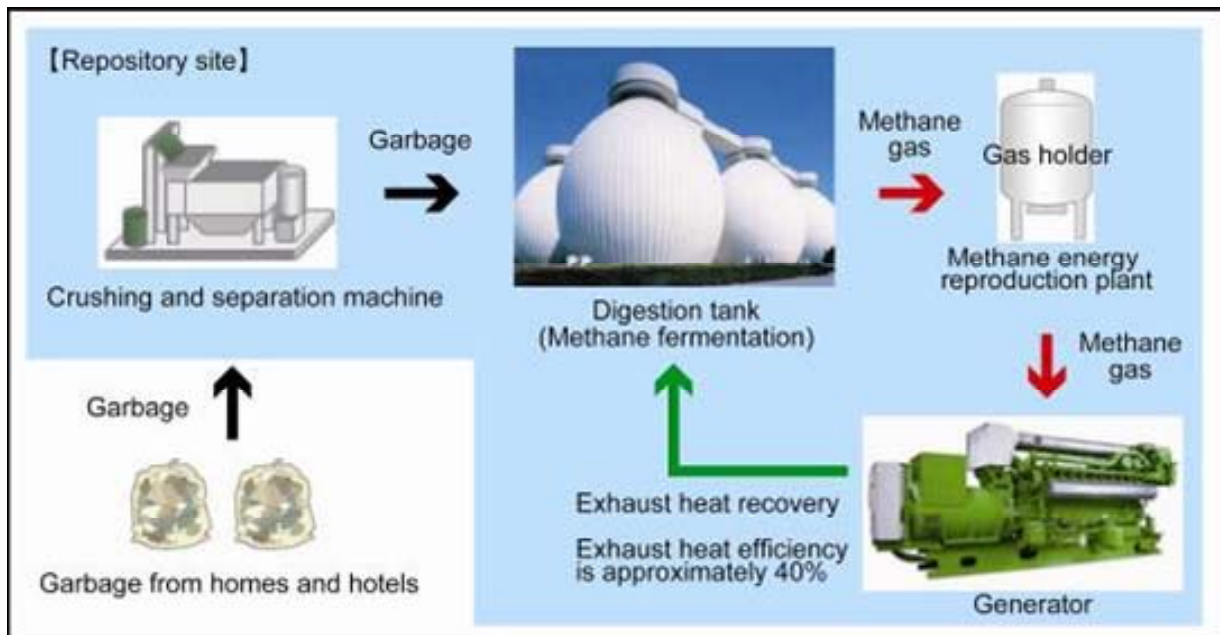 【Repository site】
Garbage
Methane
gas
Gas holder
Crushing and separation machine
Digestion tank
(Methane fermentation)
Methane energy
reproduction plant
Methane
gas
Garbage
Garbage from homes and hotels
Exhaust heat recovery
Exhaust heat efficiency
is approximately 40%
Generator